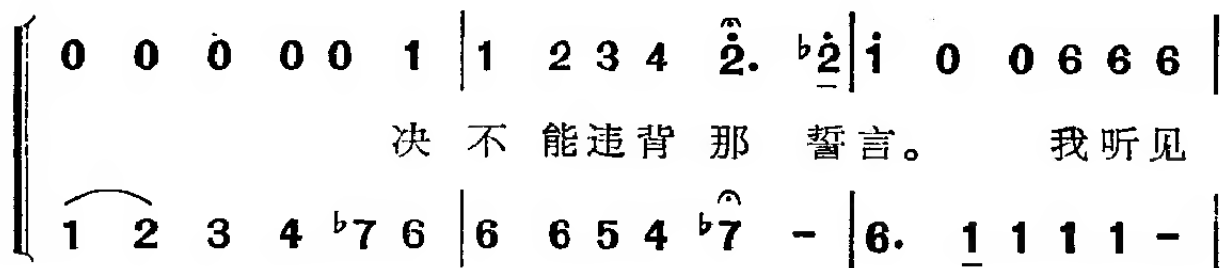 0 0 0 0 0 1 | 1 2 3 4 2̇. ♭2̇ | 1̇ 0 0 6 6 6 |
决 不 能违背 那 誓言。 我听见
1 2 3 4 ♭7 6 | 6 6 5 4 ♭7 - | 6. 1 1 1 1 - |